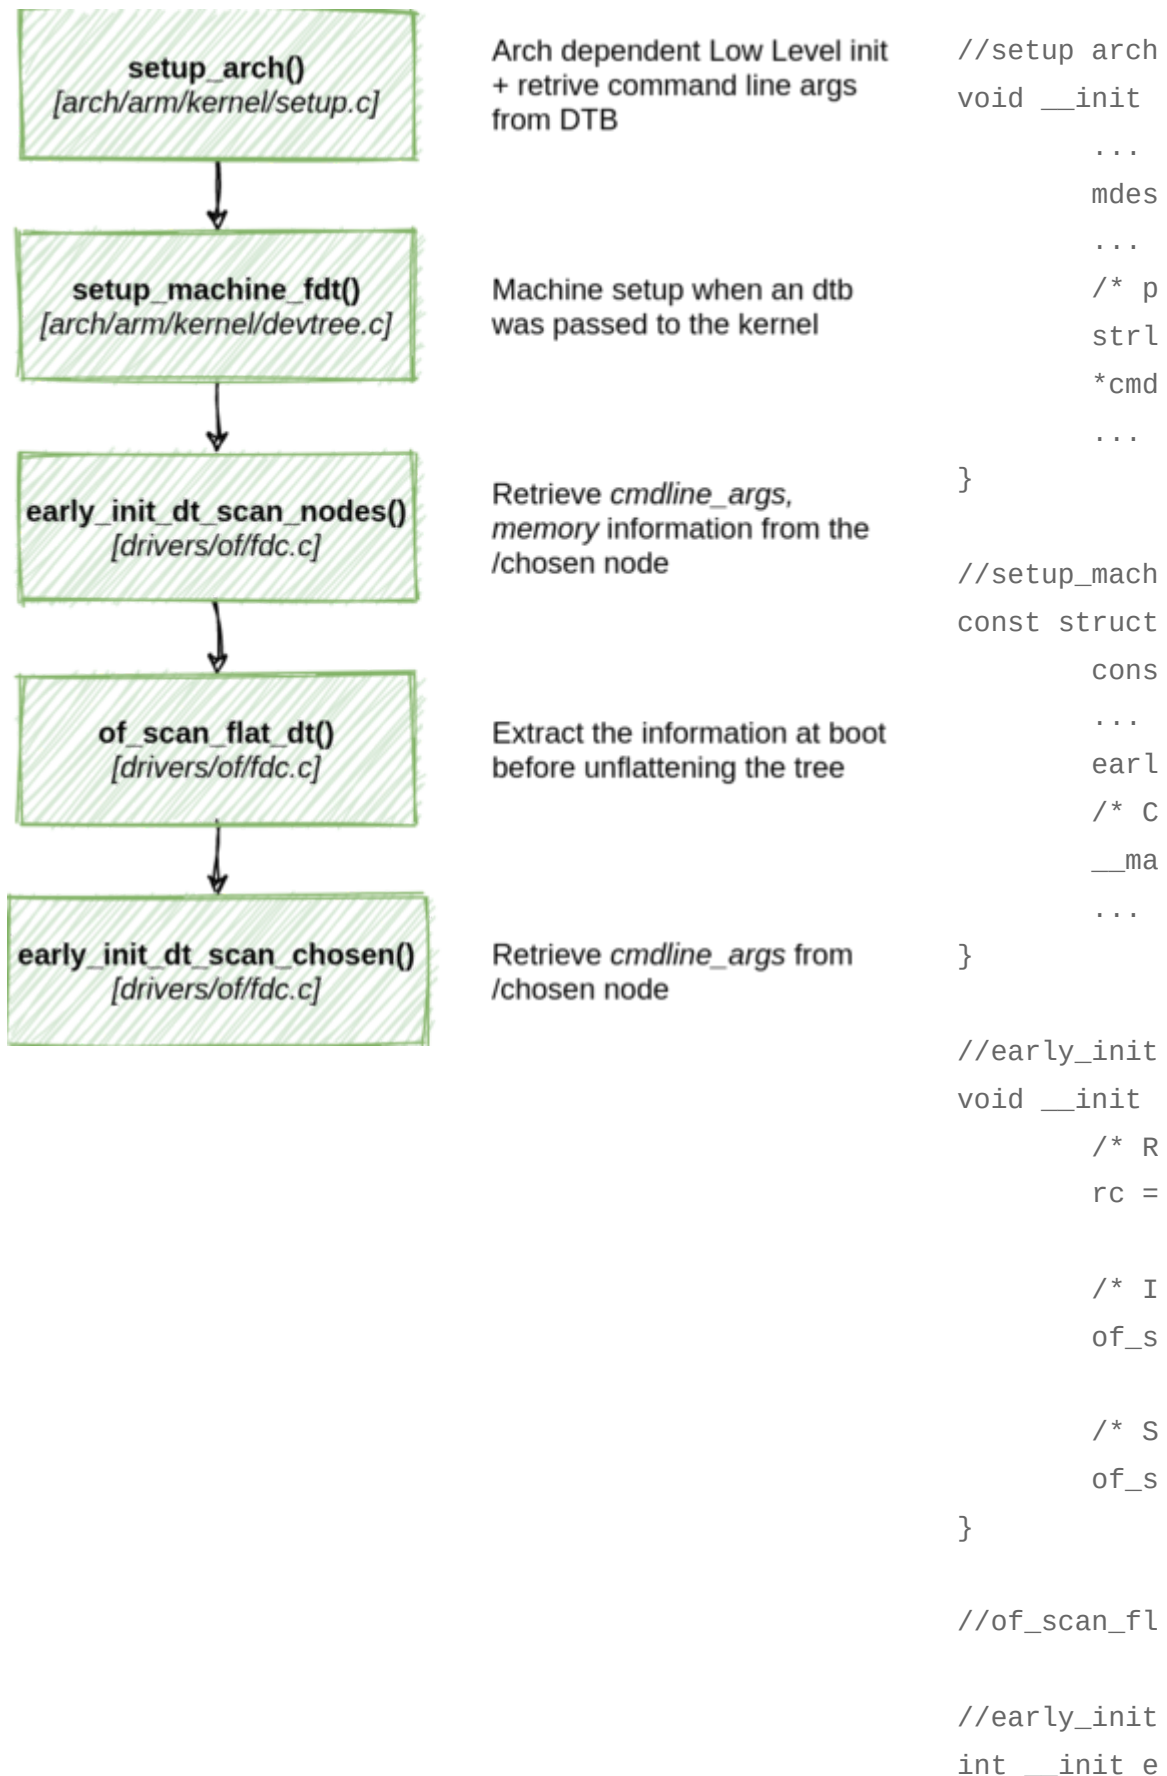 setup_arch()
[arch/arm/kernel/setup.c]
Arch dependent Low Level init
+ retrive command line args
from DTB
setup_machine_fdt()
[arch/arm/kernel/devtree.c]
Machine setup when an dtb
was passed to the kernel
early_init_dt_scan_nodes()
[drivers/of/fdc.c]
Retrieve cmdline_args,
memory information from the
/chosen node
of_scan_flat_dt()
[drivers/of/fdc.c]
Extract the information at boot
before unflattening the tree
early_init_dt_scan_chosen()
[drivers/of/fdc.c]
Retrieve cmdline_args from
/chosen node
//setup arch
void __init
...
mdes
...
/* p
strl
*cmd
...
}
//setup_mach
const struct
cons
...
earl
/* C
__ma
...
}
//early_init
void __init
/* R
rc =
/* I
of_s
/* S
of_s
}
//of_scan_fl
//early_init
int __init e